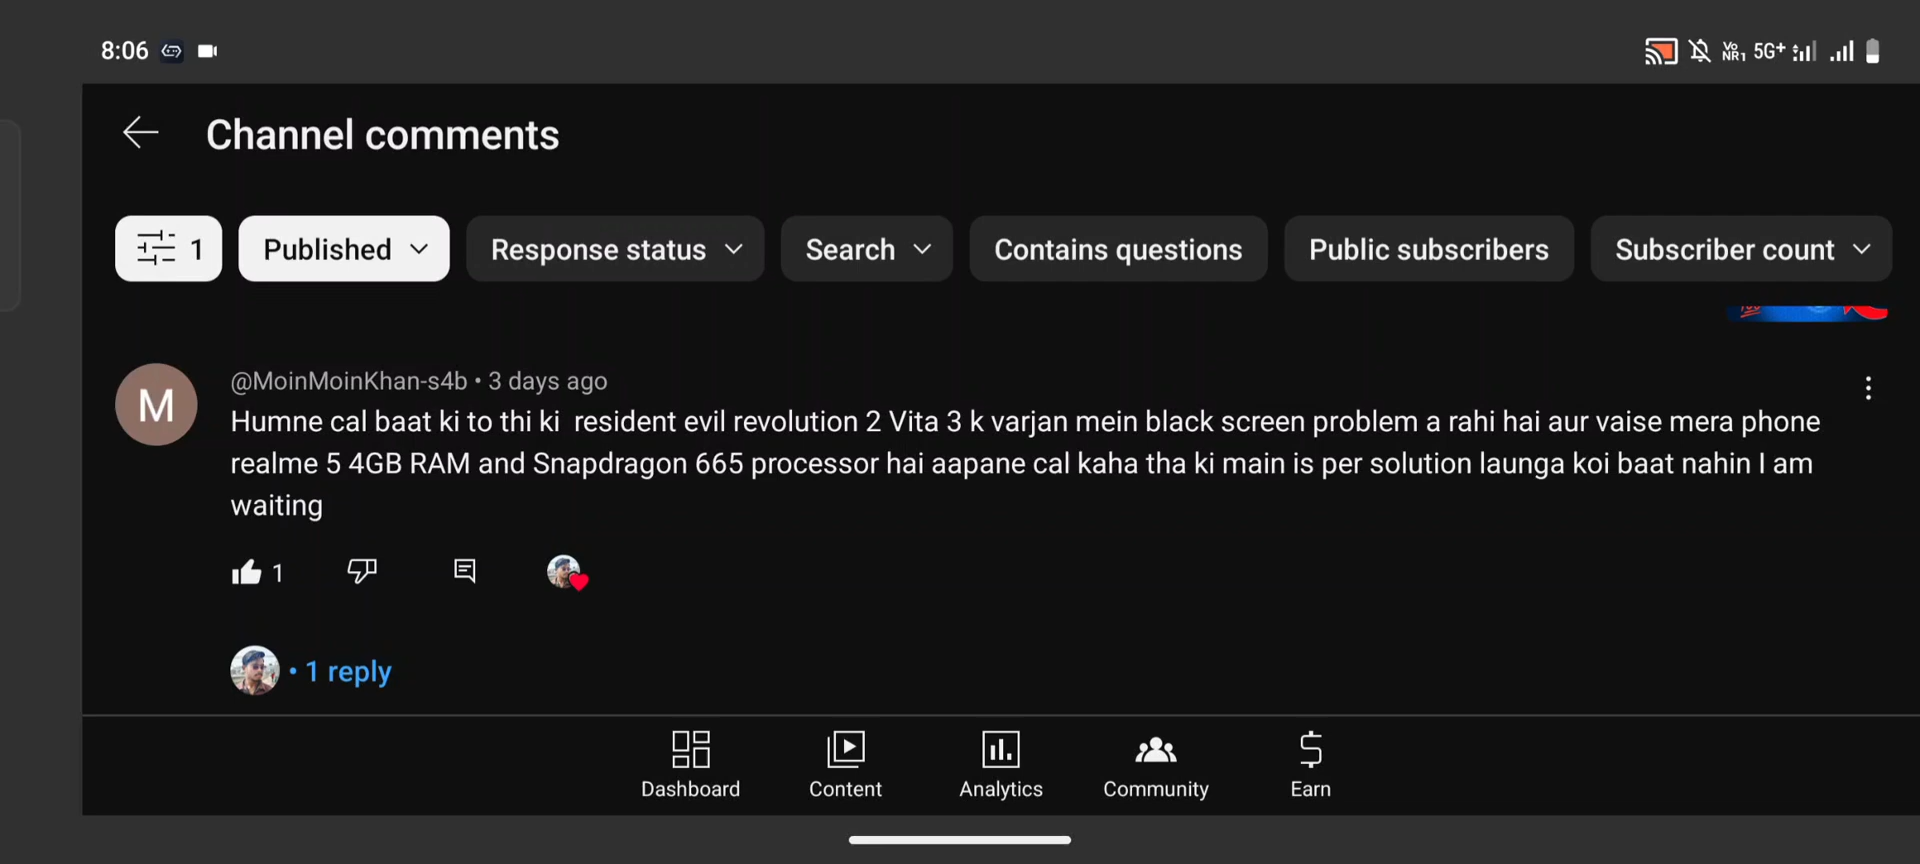 8:06 Vo NR1 5G+
Channel comments
1 Published Response status Search Contains questions Public subscribers Subscriber count
@MoinMoinKhan-s4b • 3 days ago
M
Humne cal baat ki to thi ki resident evil revolution 2 Vita 3 k varjan mein black screen problem a rahi hai aur vaise mera phone
realme 5 4GB RAM and Snapdragon 665 processor hai aapane cal kaha tha ki main is per solution launga koi baat nahin I am
waiting
1
• 1 reply
Dashboard Content Analytics Community Earn